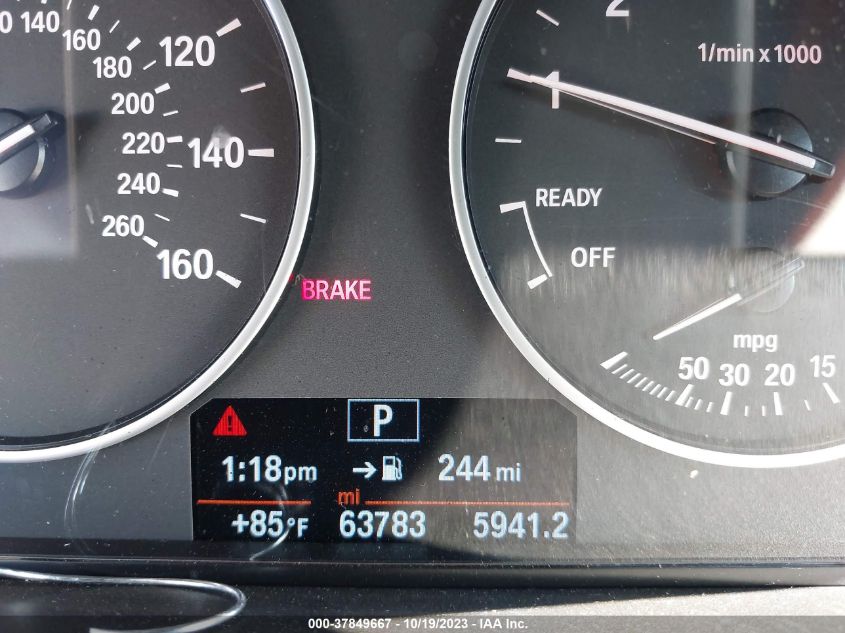 140
160
180
200
220
240
260
120
140
160
BRAKE
2
1
1/min x 1000
READY
OFF
mpg
50 30 20 15
P
1:18pm → 244 mi
mi
+85°F 63783 5941.2
000-37849667 - 10/19/2023 - IAA Inc.